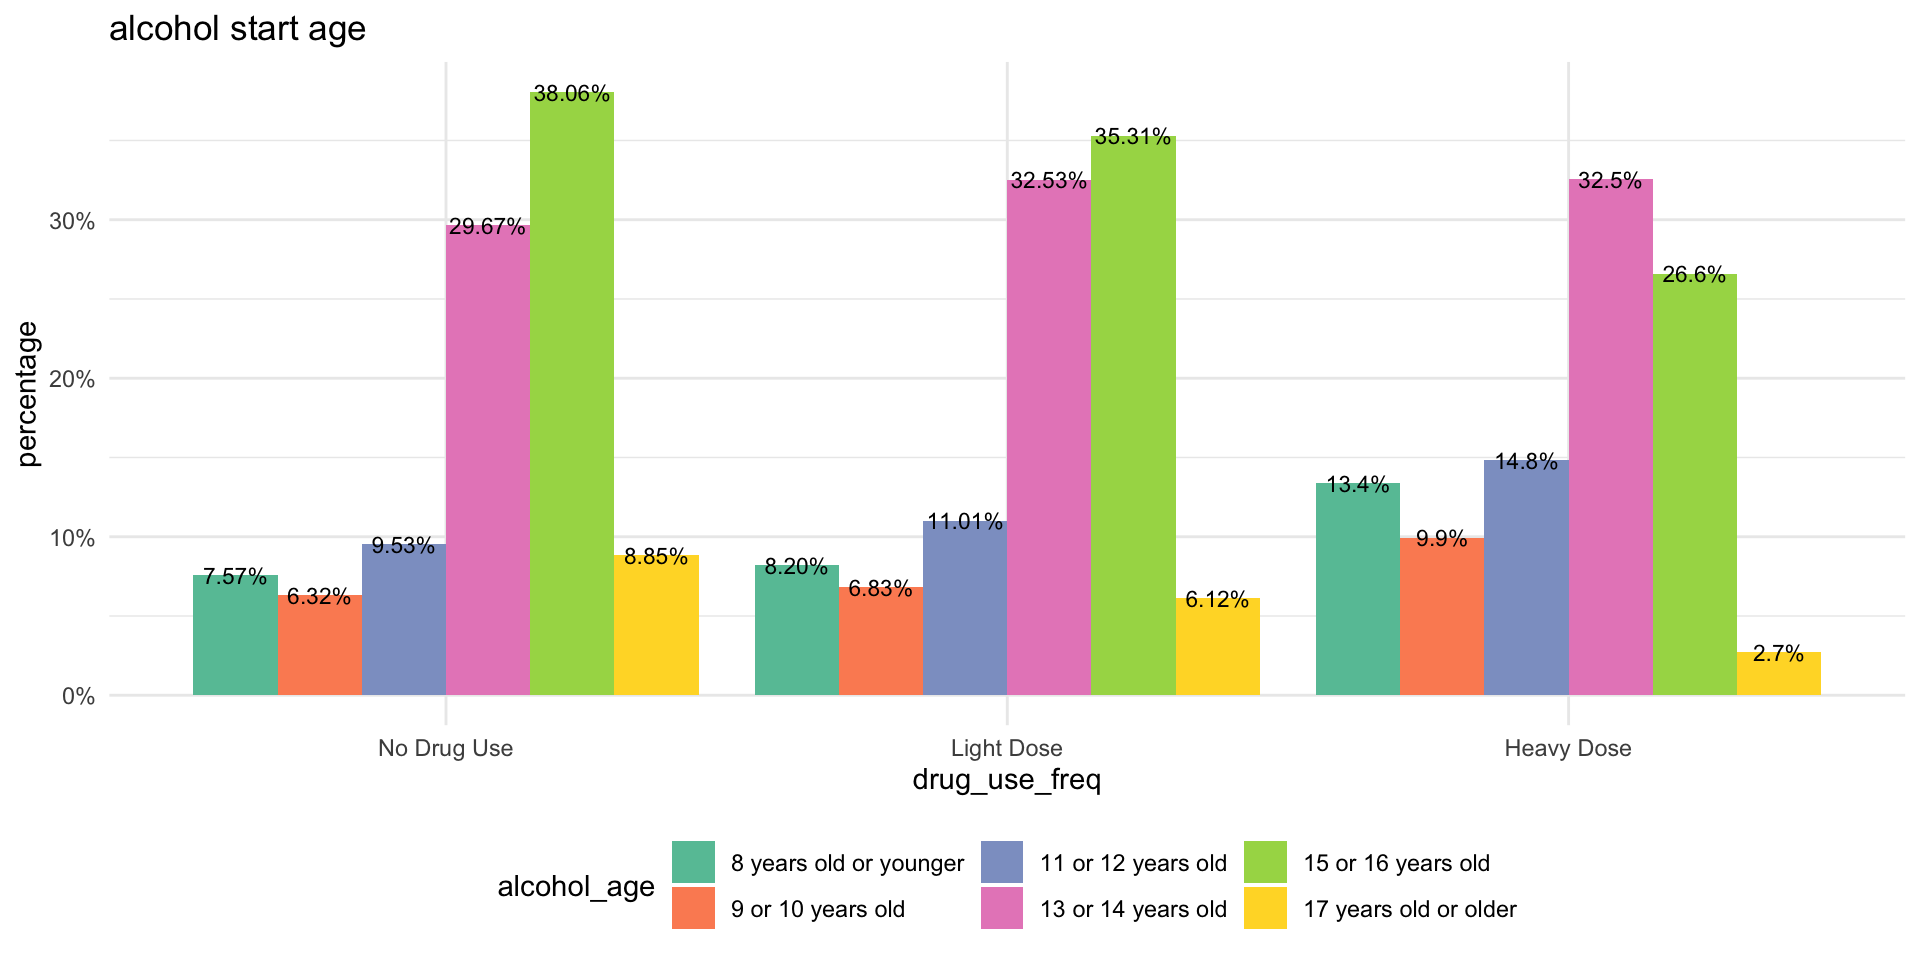 alcohol start age
38.06%
35.31%
32.53%
32.5%
29.67%
26.6%
14.8%
13.4%
11.01%
9.9%
9.53%
8.85%
8.20%
7.57%
6.83%
6.32%
6.12%
2.7%
30%
20%
10%
0%
percentage
No Drug Use
Light Dose
Heavy Dose
drug_use_freq
alcohol_age
8 years old or younger
9 or 10 years old
11 or 12 years old
13 or 14 years old
15 or 16 years old
17 years old or older